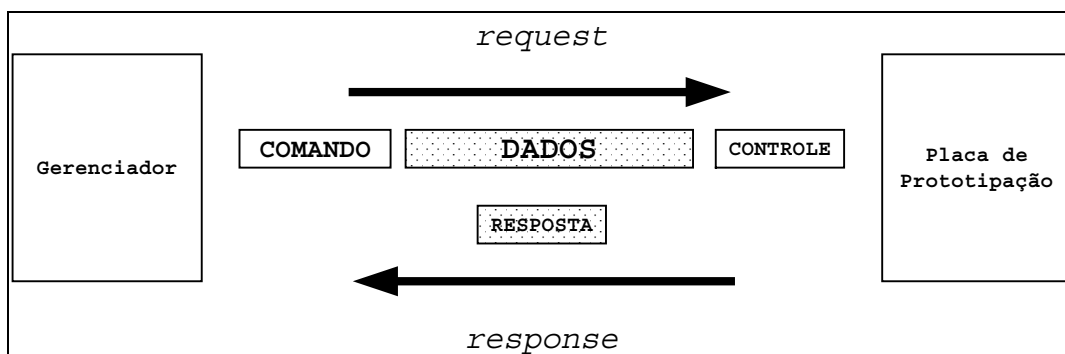 request
COMANDO
DADOS
CONTROLE
Gerenciador
Placa de
Prototipação
RESPOSTA
response